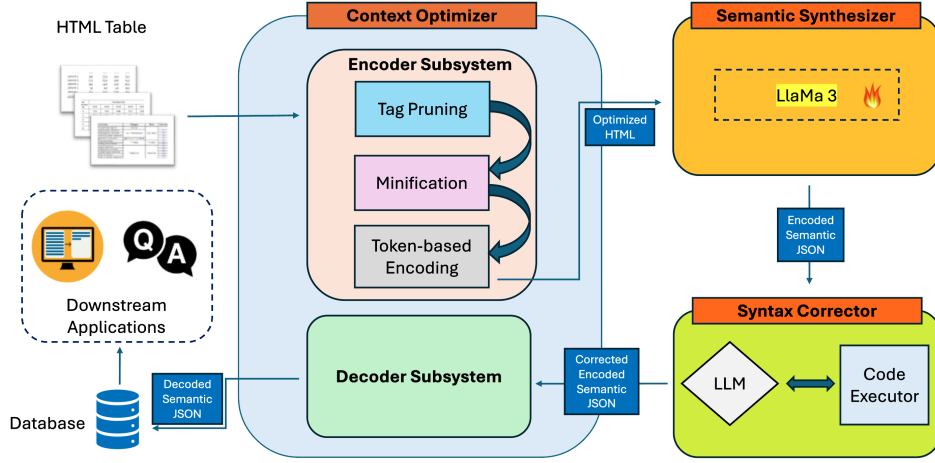 HTML Table
Context Optimizer
Semantic Synthesizer
Encoder Subsystem
Tag Pruning
Minification
Token-based
Encoding
Optimized
HTML
LlaMa 3
Encoded
Semantic
JSON
Q
A
Downstream
Applications
Syntax Corrector
LLM
Code
Executor
Corrected
Encoded
Semantic
JSON
Decoder Subsystem
Decoded
Semantic
JSON
Database